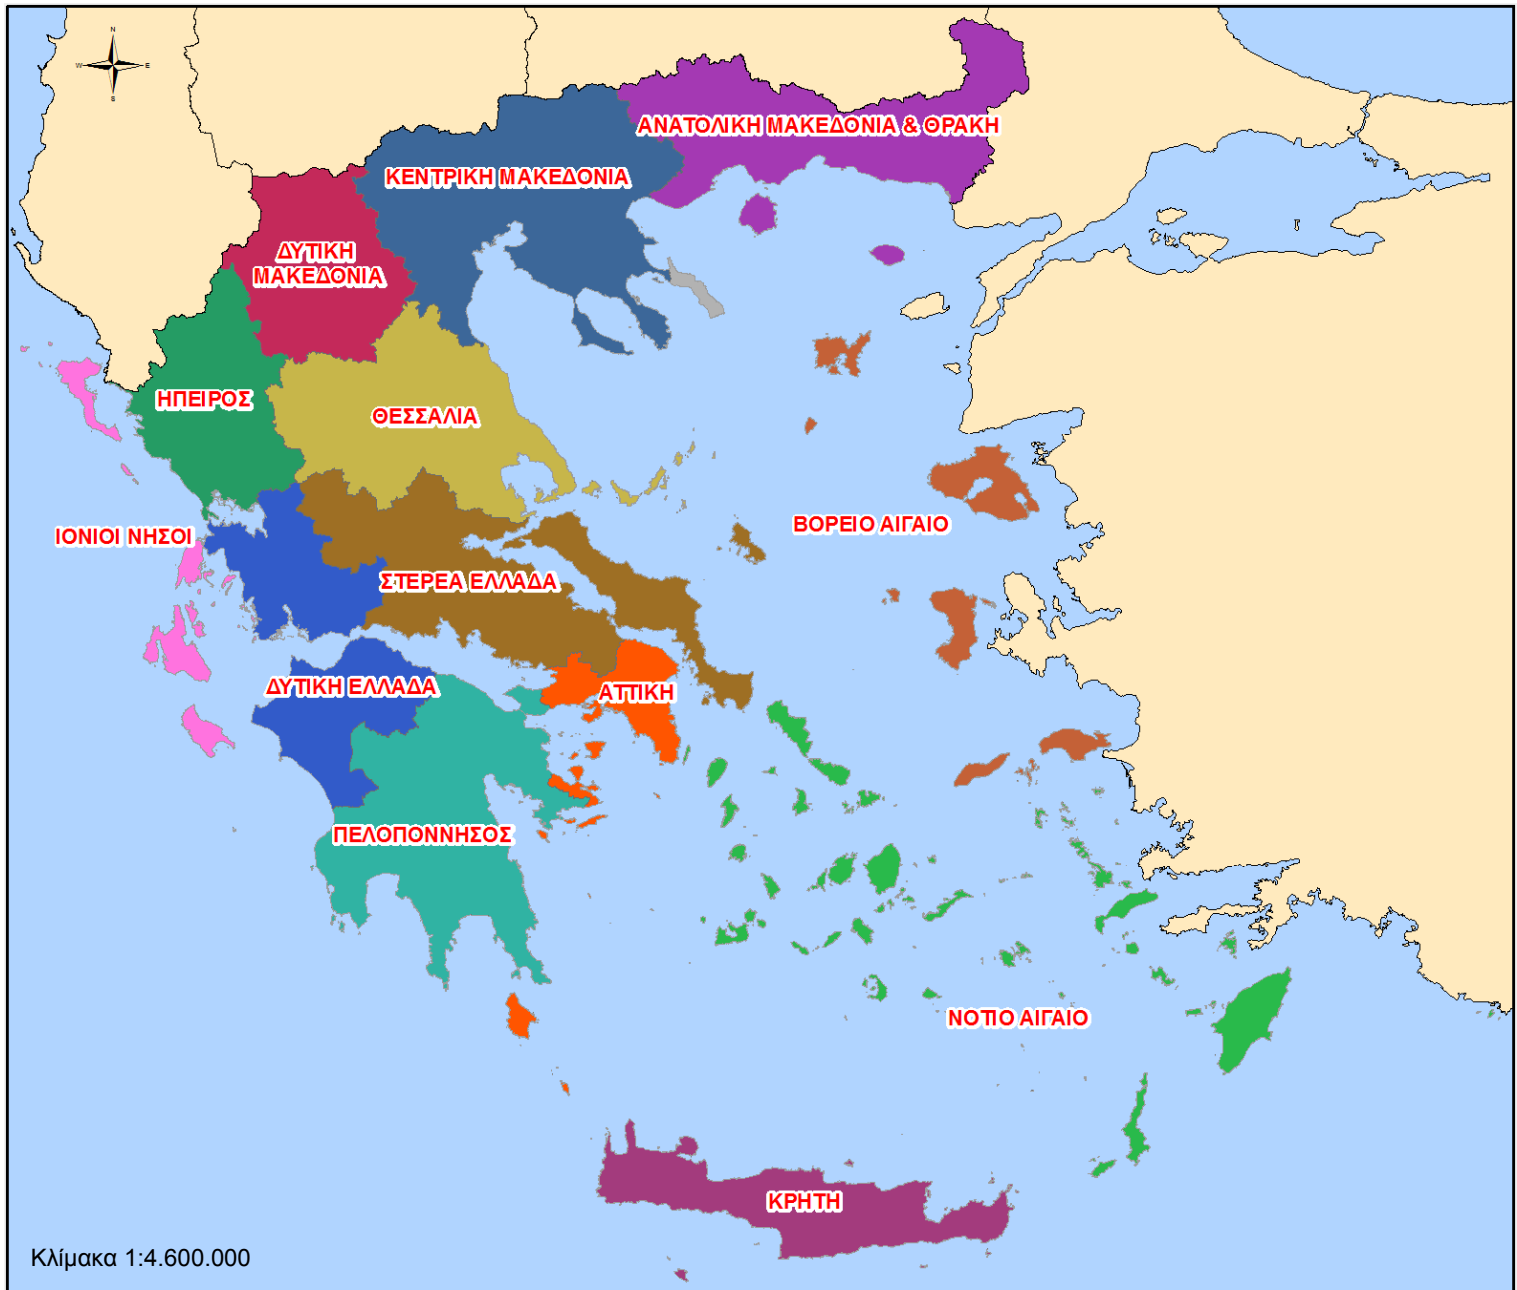 N
W E
S
ΑΝΑΤΟΛΙΚΗ ΜΑΚΕΔΟΝΙΑ & ΘΡΑΚΗ
ΚΕΝΤΡΙΚΗ ΜΑΚΕΔΟΝΙΑ
ΔΥΤΙΚΗ
ΜΑΚΕΔΟΝΙΑ
ΗΠΕΙΡΟΣ
ΘΕΣΣΑΛΙΑ
ΒΟΡΕΙΟ ΑΙΓΑΙΟ
ΙΟΝΙΟΙ ΝΗΣΟΙ
ΣΤΕΡΕΑ ΕΛΛΑΔΑ
ΔΥΤΙΚΗ ΕΛΛΑΔΑ
ΑΤΤΙΚΗ
ΠΕΛΟΠΟΝΝΗΣΟΣ
ΝΟΤΙΟ ΑΙΓΑΙΟ
ΚΡΗΤΗ
Κλίμακα 1:4.600.000